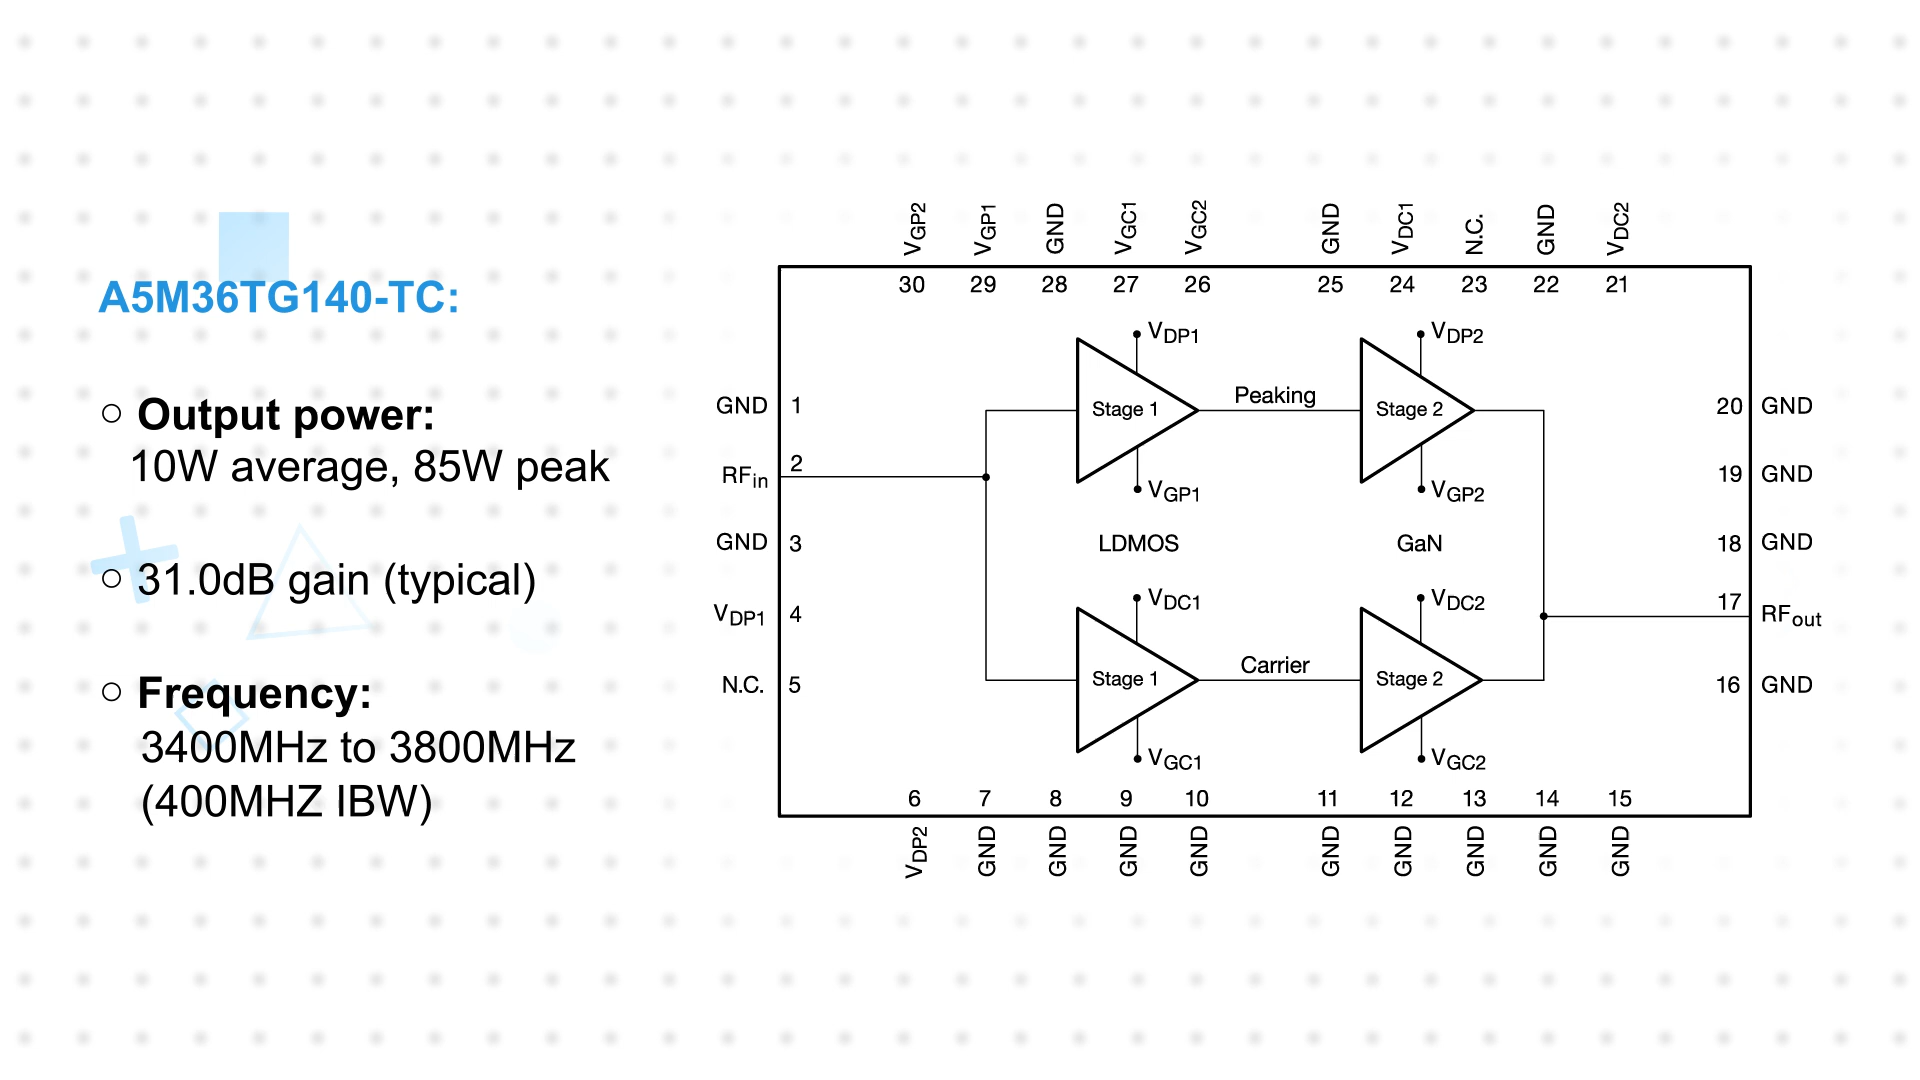 A5M36TG140-TC:
Output power:
10W average, 85W peak
31.0dB gain (typical)
Frequency:
3400MHz to 3800MHz
(400MHZ IBW)
VGP2 VGP1 GND VGC1 VGC2 GND VDC1 N.C. GND VDC2
30 29 28 27 26 25 24 23 22 21
VDP1 VDP2
GND 1 Stage 1 Peaking Stage 2 20 GND
RFin 2 19 GND
VGP1 VGP2
GND 3 LDMOS GaN 18 GND
VDC1 VDC2
VDP1 4 17 RFout
N.C. 5 Stage 1 Carrier Stage 2 16 GND
VGC1 VGC2
6 7 8 9 10 11 12 13 14 15
VDP2 GND GND GND GND GND GND GND GND GND